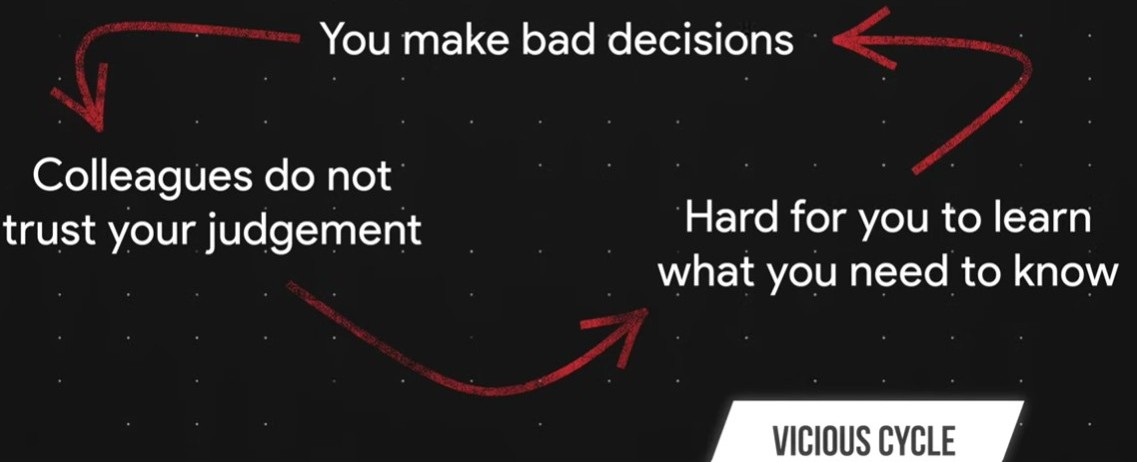 You make bad decisions
Colleagues do not
trust your judgement
Hard for you to learn
what you need to know
VICIOUS CYCLE